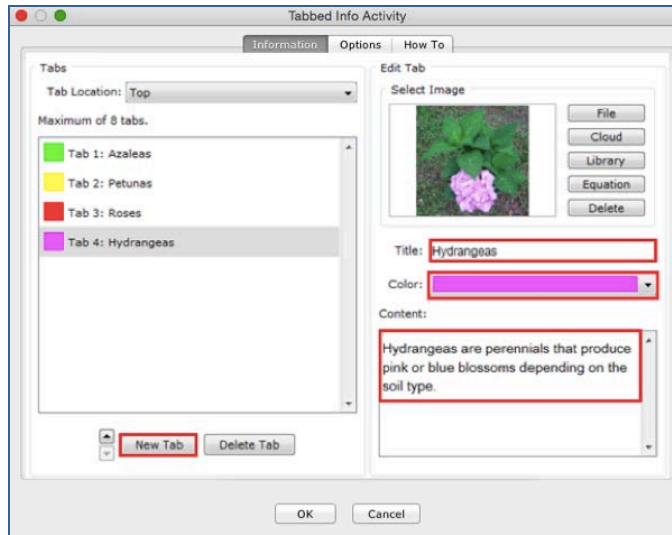 Tabbed Info Activity
Information Options How To
Tabs
Tab Location: Top
Maximum of 8 tabs.
Tab 1: Azaleas
Tab 2: Petunas
Tab 3: Roses
Tab 4: Hydrangeas
New Tab Delete Tab
Edit Tab
Select Image
File
Cloud
Library
Equation
Delete
Title: Hydrangeas
Color:
Content:
Hydrangeas are perennials that produce
pink or blue blossoms depending on the
soil type.
OK Cancel